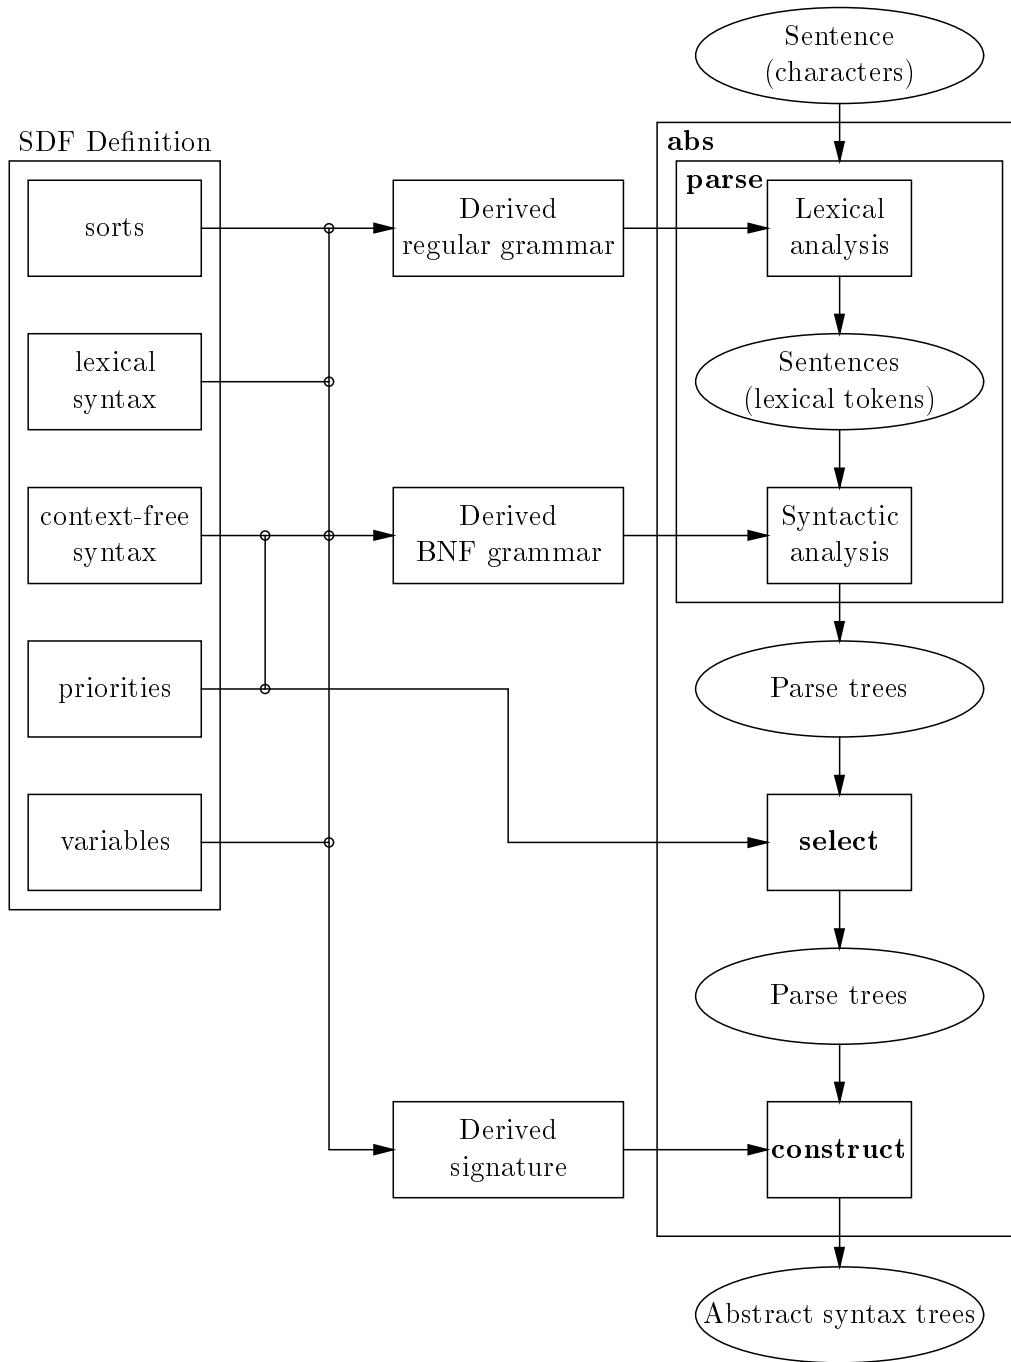 Sentence
(characters)
SDF Definition
abs
parse
sorts
Derived
regular grammar
Lexical
analysis
lexical
syntax
Sentences
(lexical tokens)
context-free
syntax
Derived
BNF grammar
Syntactic
analysis
priorities
Parse trees
variables
select
Parse trees
Derived
signature
construct
Abstract syntax trees